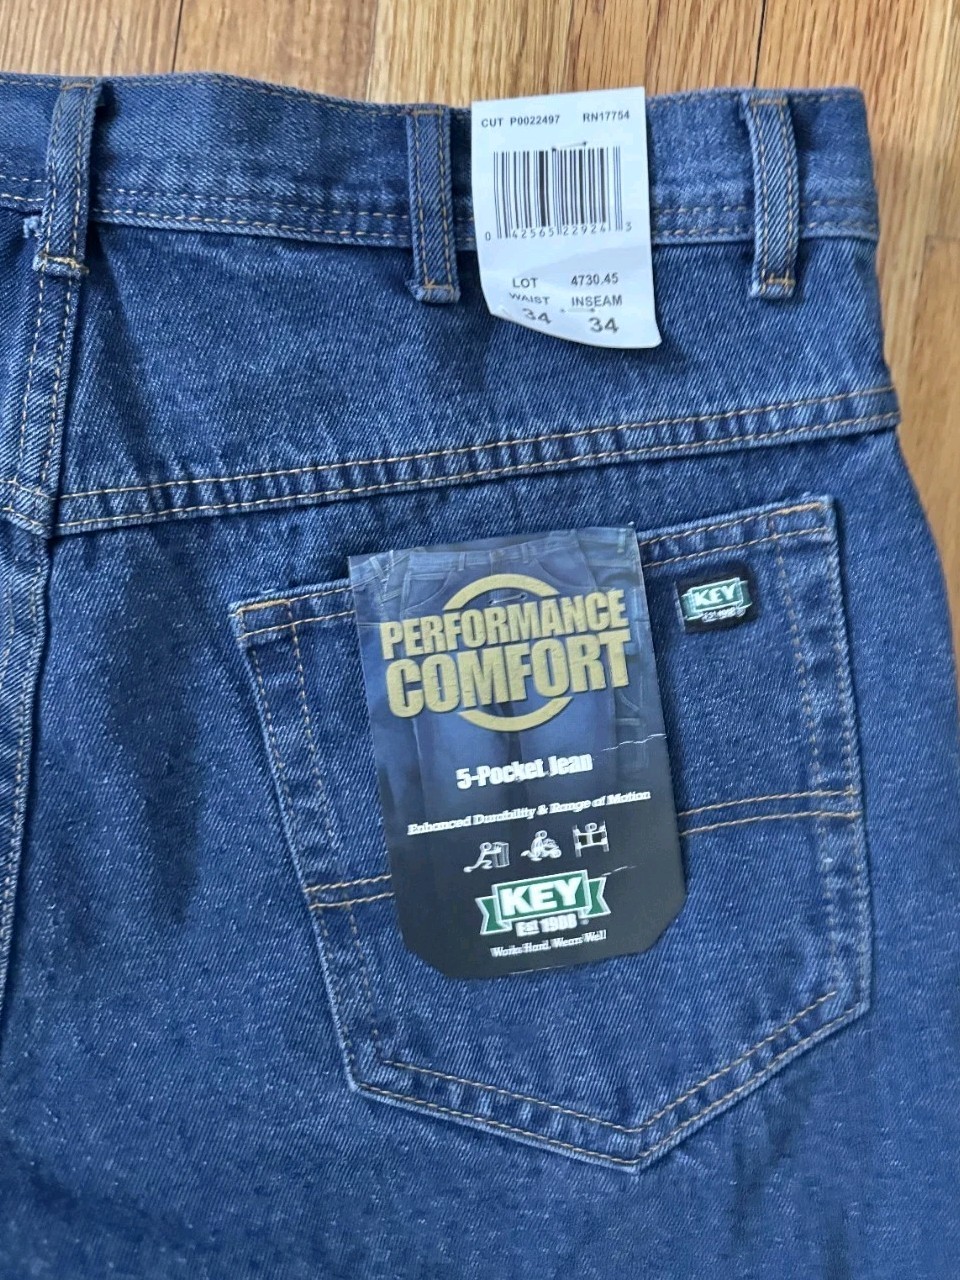 CUT P0022497 RN17754
0 42565 22924 3
LOT 4730.45
WAIST INSEAM
34 34
PERFORMANCE
COMFORT
5-Pocket Jean
Enhanced Durability & Range of Motion
KEY
Est 1908
Works Hard, Wears Well
KEY